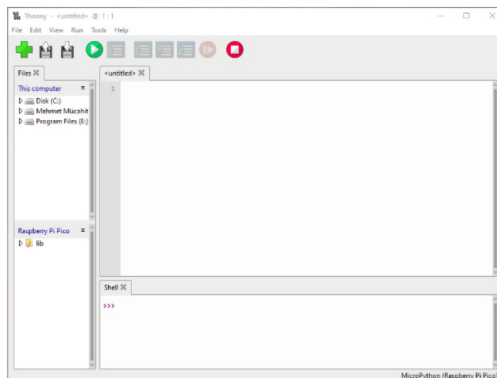 Thonny - <untitled> @ 1:1
File Edit View Run Tools Help
Files
This computer
Disk (C:)
Mehmet Mücahit
Program Files (E:)
Raspberry Pi Pico
lib
<untitled>
1
Shell
>>>
MicroPython (Raspberry Pi Pico)